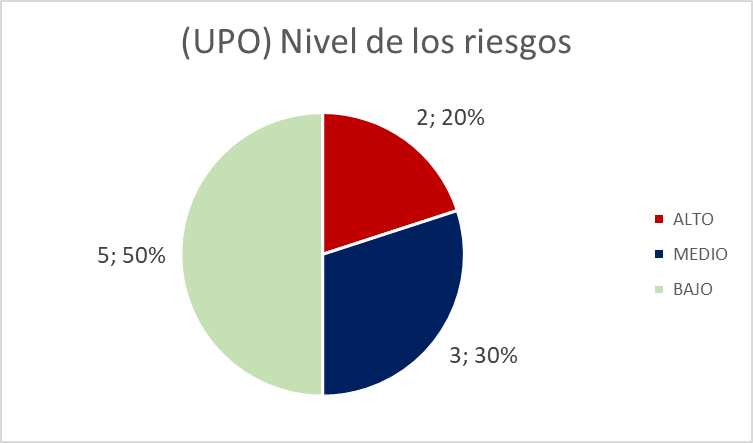 (UPO) Nivel de los riesgos
2; 20%
5; 50%
3; 30%
ALTO
MEDIO
BAJO